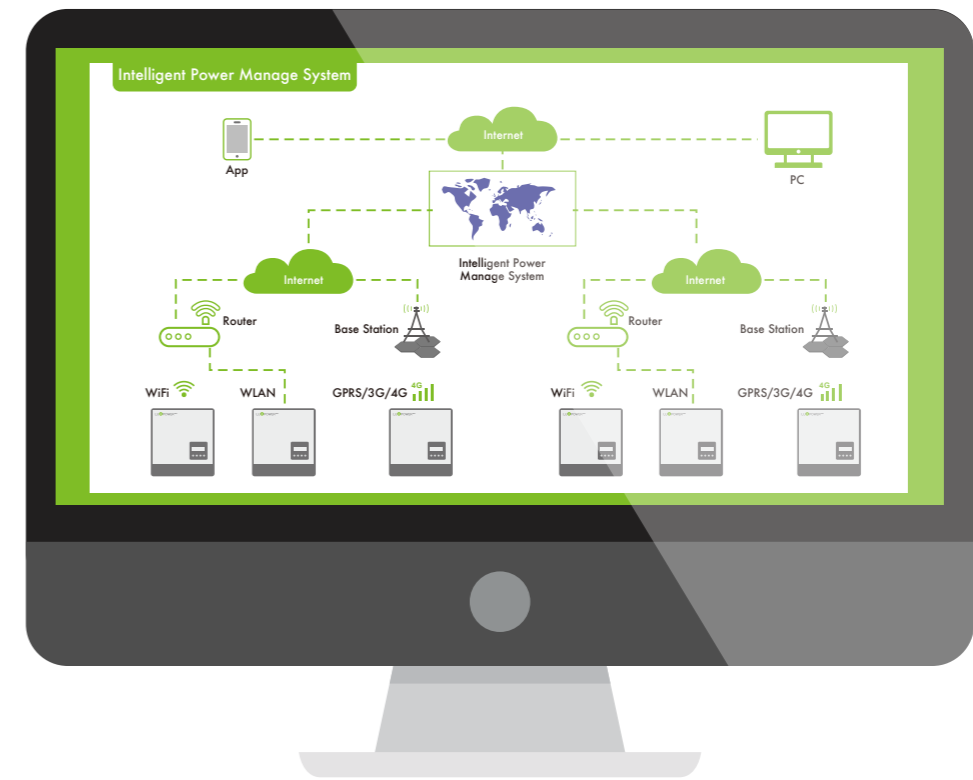 Intelligent Power Manage System
Internet
App
PC
Intelligent Power
Manage System
Internet
Internet
Router
Base Station
Router
Base Station
WiFi
WLAN
GPRS/3G/4G
4G
WiFi
WLAN
GPRS/3G/4G
4G